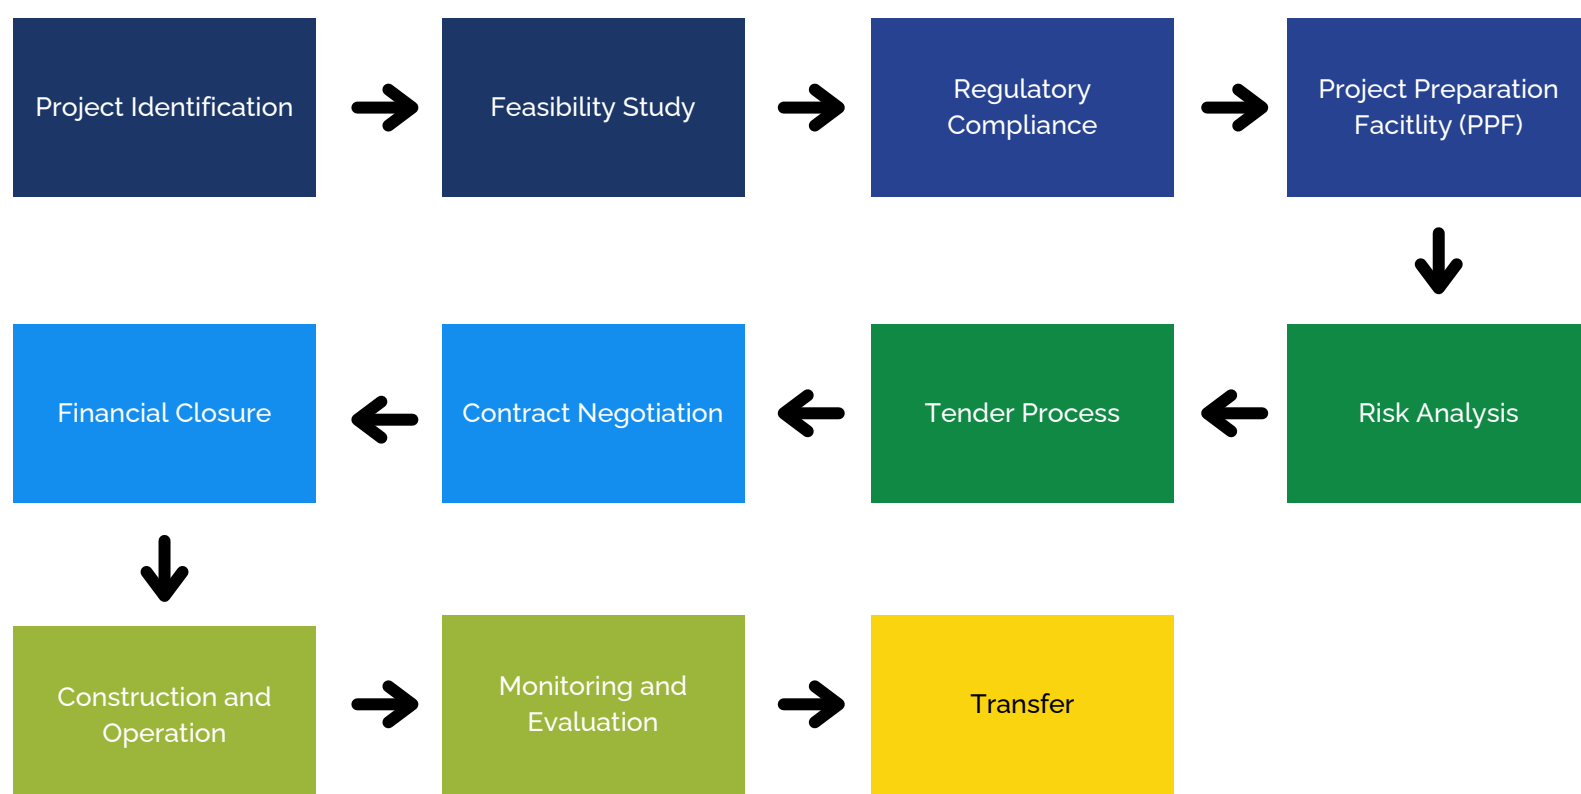 Project Identification
Feasibility Study
Regulatory
Compliance
Project Preparation
Facitlity (PPF)
Financial Closure
Contract Negotiation
Tender Process
Risk Analysis
Construction and
Operation
Monitoring and
Evaluation
Transfer